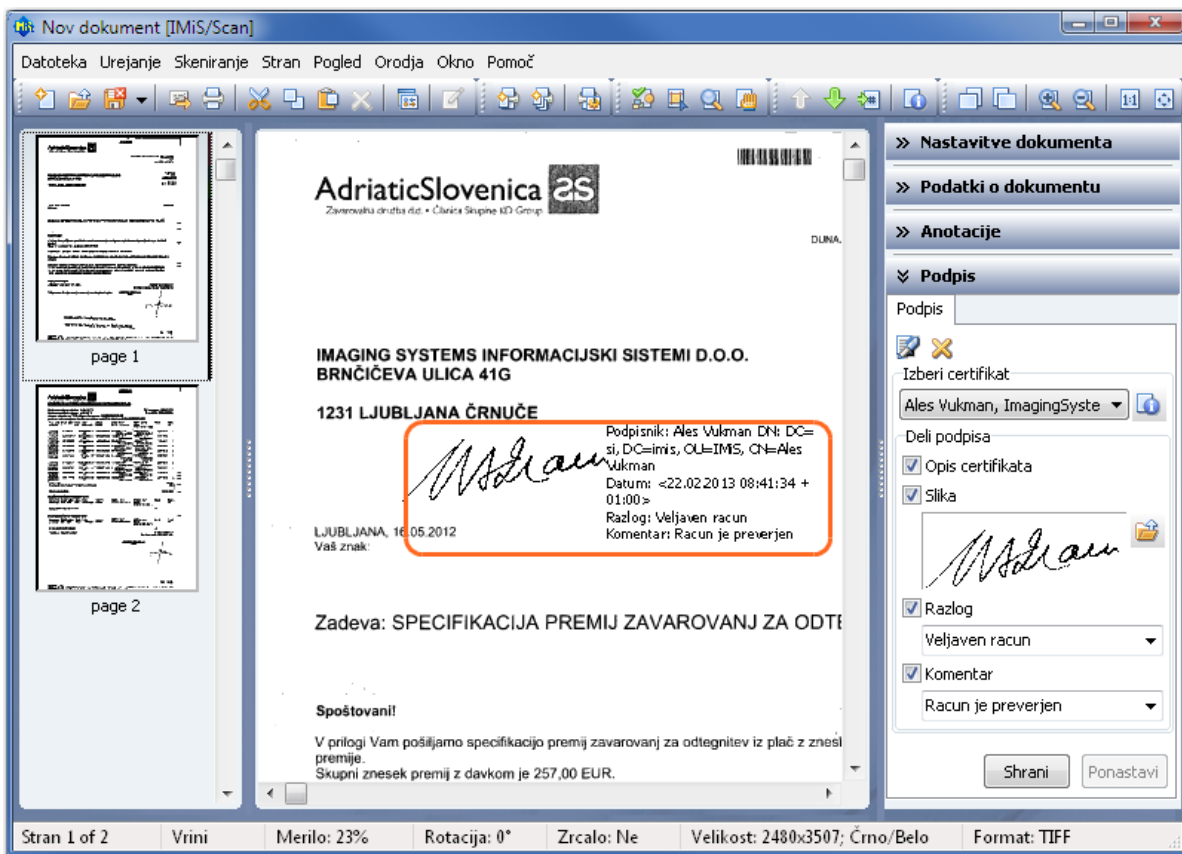 Nov dokument [IMiS/Scan]
Datoteka Urejanje Skeniranje Stran Pogled Orodja Okno Pomoč
page 1
page 2
AdriaticSlovenica
Zavarovalna družba d.d. • Članica Skupine KD Group
DUNA
IMAGING SYSTEMS INFORMACIJSKI SISTEMI D.O.O.
BRNČIČEVA ULICA 41G
1231 LJUBLJANA ČRNUČE
Podpisnik: Ales Vukman DN: DC=
si, DC=imis, OU=IMiS, CN=Ales
Vukman
Datum: <22.02.2013 08:41:34 +
01:00>
Razlog: Veljaven racun
Komentar: Racun je preverjen
LJUBLJANA, 16.05.2012
Vaš znak:
Zadeva: SPECIFIKACIJA PREMIJ ZAVAROVANJ ZA ODTE
Spoštovani!
V prilogi Vam pošiljamo specifikacijo premij zavarovanj za odtegnitev iz plač z znesk
premije.
Skupni znesek premij z davkom je 257,00 EUR.
Nastavitve dokumenta
Podatki o dokumentu
Anotacije
Podpis
Podpis
Izberi certifikat
Ales Vukman, ImagingSyste
Deli podpisa
Opis certifikata
Slika
Razlog
Veljaven racun
Komentar
Racun je preverjen
Shrani Ponastavi
Stran 1 of 2 Vrini Merilo: 23% Rotacija: 0° Zrcalo: Ne Velikost: 2480x3507; Črno/Belo Format: TIFF